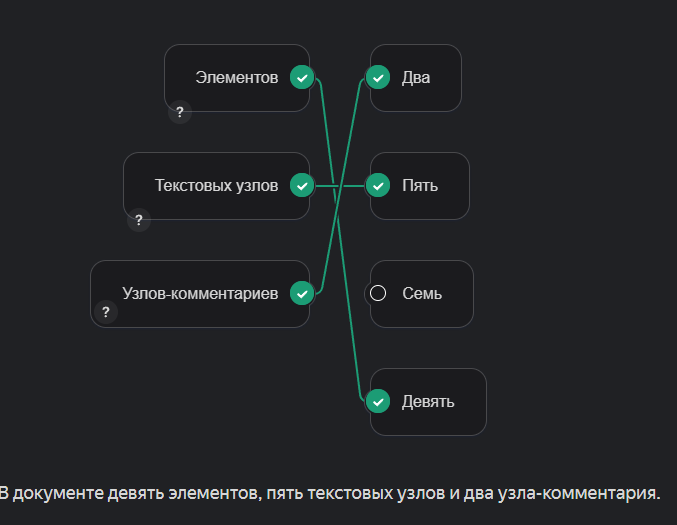 Элементов
Два
?
Текстовых узлов
Пять
?
Узлов-комментариев
Семь
?
Девять
В документе девять элементов, пять текстовых узлов и два узла-комментария.